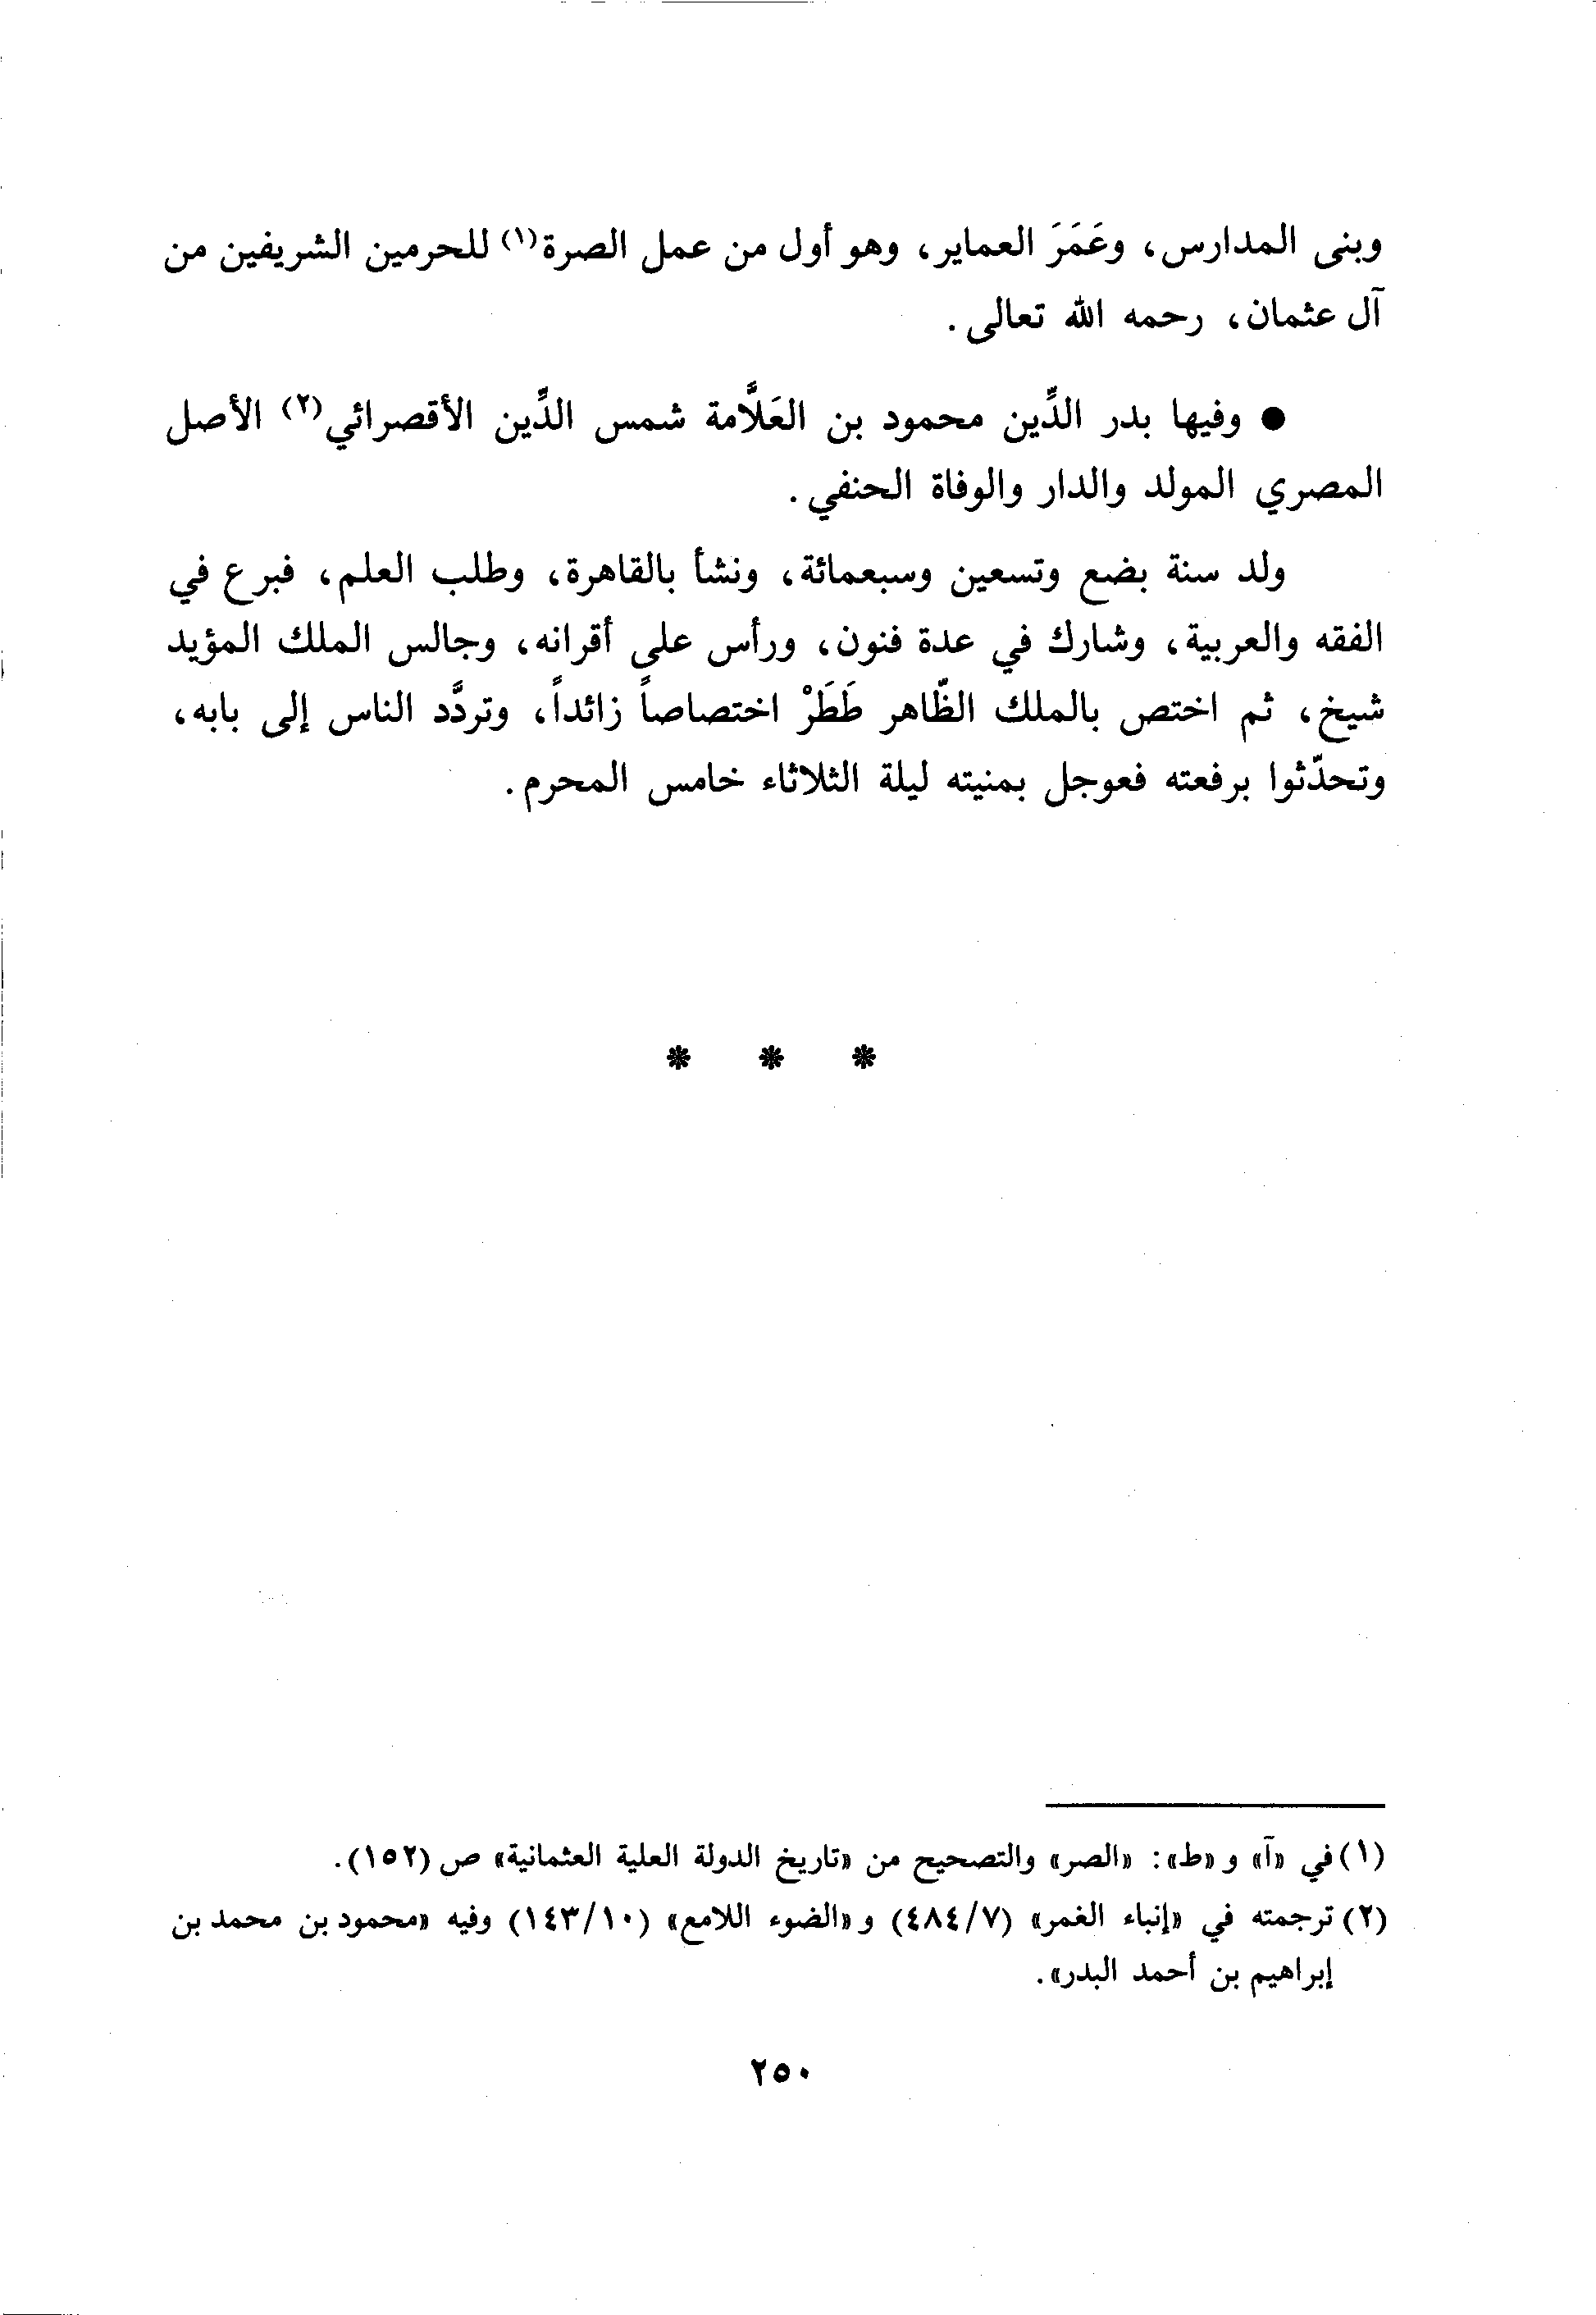 وبنى المدارس، وعَمَرَ العماير، وهو أول من عمل الصرة(١) للحرمين الشريفين من
آل عثمان، رحمه الله تعالى.
● وفيها بدر الدِّين محمود بن العَلَّامة شمس الدِّين الأقصرائي(٢) الأصل
المصري المولد والدار والوفاة الحنفي.
ولد سنة بضع وتسعين وسبعمائة، ونشأ بالقاهرة، وطلب العلم، فبرع في
الفقه والعربية، وشارك في عدة فنون، ورأس على أقرانه، وجالس الملك المؤيد
شيخ، ثم اختص بالملك الظّاهر طَطَرْ اختصاصاً زائداً، وتردَّد الناس إلى بابه،
وتحدّثوا برفعته فعوجل بمنيته ليلة الثلاثاء خامس المحرم.
* * *
(١) في «آ» و «ط»: «الصر» والتصحيح من «تاريخ الدولة العلية العثمانية» ص (١٥٢).
(٢) ترجمته في «إنباء الغمر» (٤٨٤/٧) و «الضوء اللامع» (١٤٣/١٠) وفيه «محمود بن محمد بن
إبراهيم بن أحمد البدر».
٢٥٠